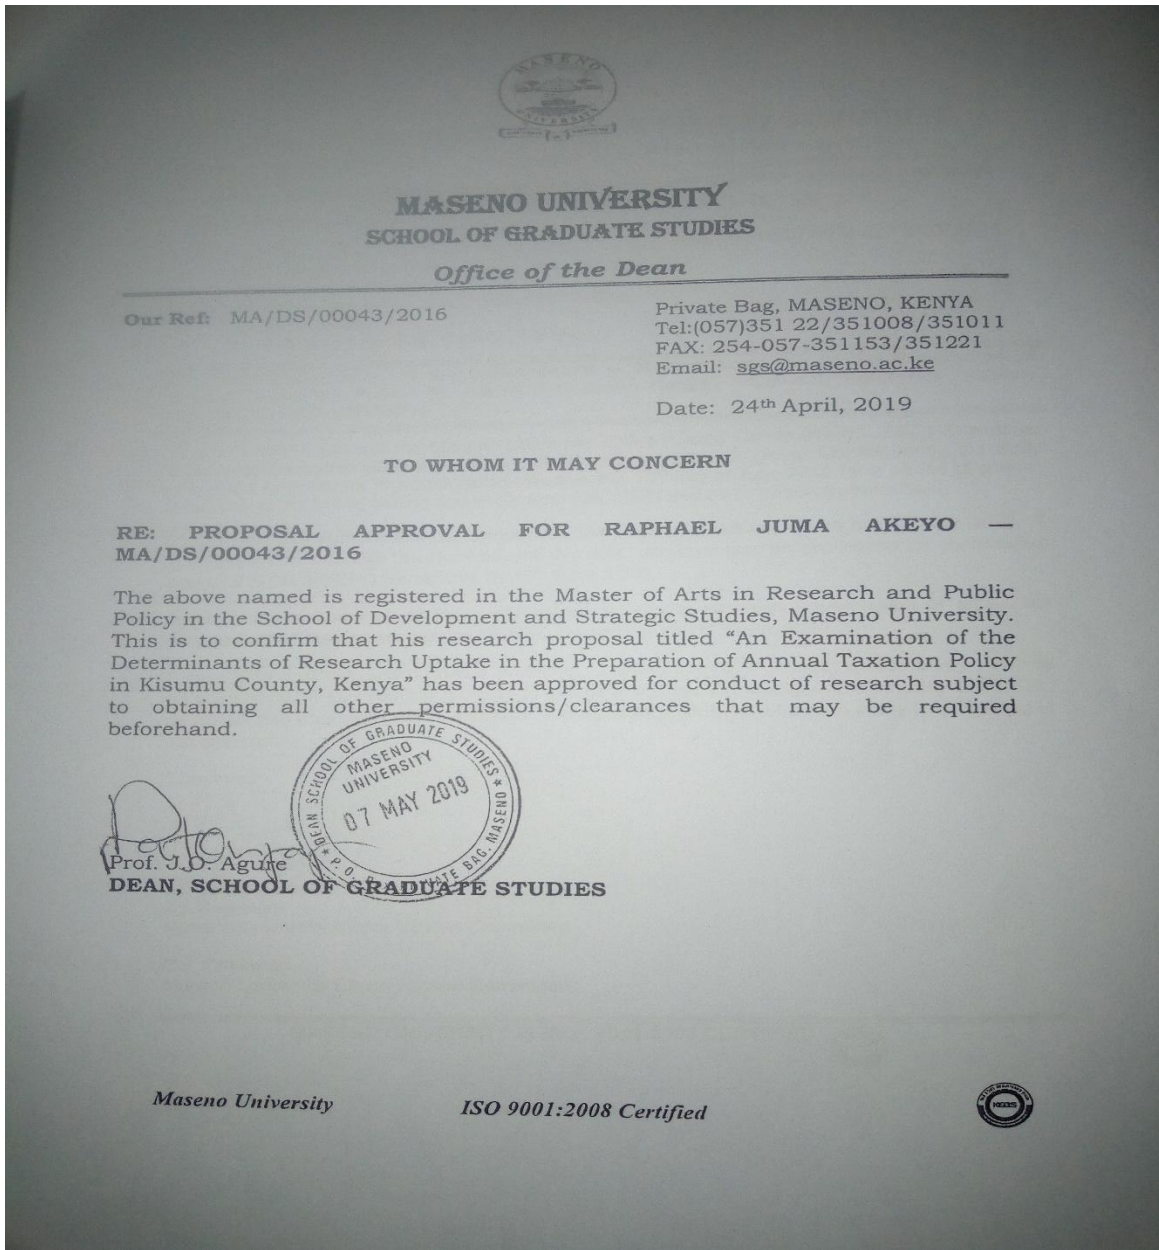 MASENO
UNIVERSITY
MASENO UNIVERSITY
SCHOOL OF GRADUATE STUDIES
Office of the Dean
Our Ref: MA/DS/00043/2016
Private Bag, MASENO, KENYA
Tel:(057)351 22/351008/351011
FAX: 254-057-351153/351221
Email: sgs@maseno.ac.ke
Date: 24th April, 2019
TO WHOM IT MAY CONCERN
RE: PROPOSAL APPROVAL FOR RAPHAEL JUMA AKEYO —
MA/DS/00043/2016
The above named is registered in the Master of Arts in Research and Public
Policy in the School of Development and Strategic Studies, Maseno University.
This is to confirm that his research proposal titled “An Examination of the
Determinants of Research Uptake in the Preparation of Annual Taxation Policy
in Kisumu County, Kenya” has been approved for conduct of research subject
to obtaining all other permissions/clearances that may be required
beforehand.
DEAN SCHOOL OF GRADUATE STUDIES
MASENO
UNIVERSITY
07 MAY 2019
P. O. BAG, MASENO
Prof. J.O. Agure
DEAN, SCHOOL OF GRADUATE STUDIES
Maseno University
ISO 9001:2008 Certified
KEBS